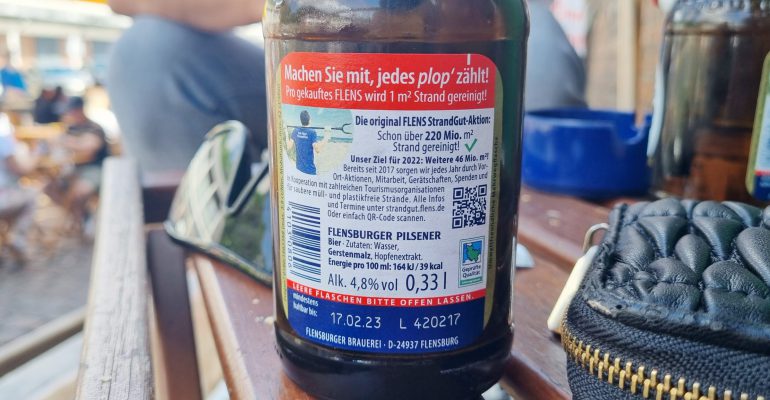 Machen Sie mit, jedes plop' zählt!
Pro gekauftes FLENS wird 1 m² Strand gereinigt!
Die original FLENS StrandGut-Aktion:
Schon über 220 Mio. m²
Strand gereinigt! ✓
Unser Ziel für 2022: Weitere 46 Mio. m²!
Bereits seit 2017 sorgen wir jedes Jahr durch Vor-
Ort-Aktionen, Mitarbeit, Gerätschaften, Spenden und
in Kooperation mit zahlreichen Tourismusorganisationen
für saubere müll- und plastikfreie Strände. Alle Infos
und Termine unter strandgut.flens.de
Oder einfach QR-Code scannen.
FLENSBURGER PILSENER
Bier · Zutaten: Wasser,
Gerstenmalz, Hopfenextrakt.
Energie pro 100 ml: 164 kJ/39 kcal
Alk. 4,8% vol 0,33 l
Geprüfte
Qualität
LEERE FLASCHEN BITTE OFFEN LASSEN.
mindestens
haltbar bis:
17.02.23 L 420217
FLENSBURGER BRAUEREI · D-24937 FLENSBURG